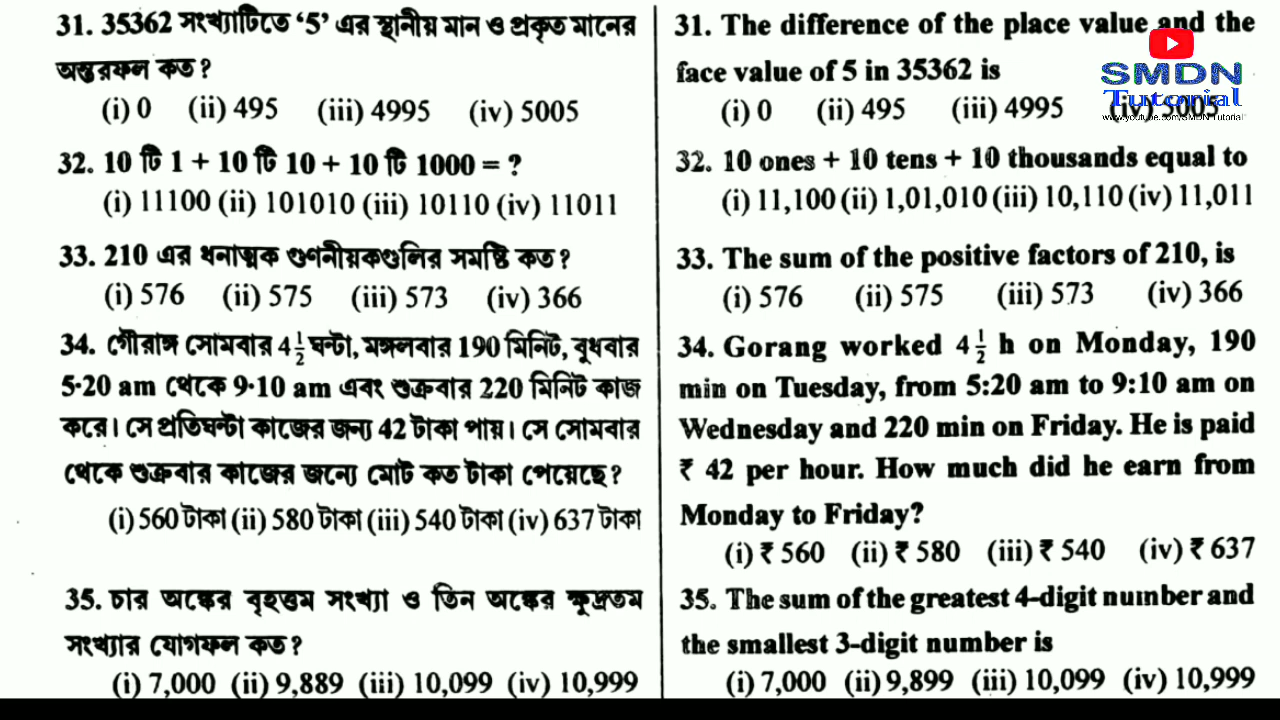 31. 35362 সংখ্যাটিতে ‘5’ এর স্থানীয় মান ও প্রকৃত মানের
অন্তরফল কত?
(i) 0 (ii) 495 (iii) 4995 (iv) 5005
32. 10 টি 1 + 10 টি 10 + 10 টি 1000 = ?
(i) 11100 (ii) 101010 (iii) 10110 (iv) 11011
33. 210 এর ধনাত্মক গুণনীয়কগুলির সমষ্টি কত?
(i) 576 (ii) 575 (iii) 573 (iv) 366
34. গৌরাঙ্গ সোমবার 4 1/2 ঘন্টা, মঙ্গলবার 190 মিনিট, বুধবার
5·20 am থেকে 9·10 am এবং শুক্রবার 220 মিনিট কাজ
করে। সে প্রতিঘন্টা কাজের জন্য 42 টাকা পায়। সে সোমবার
থেকে শুক্রবার কাজের জন্যে মোট কত টাকা পেয়েছে?
(i) 560 টাকা (ii) 580 টাকা (iii) 540 টাকা (iv) 637 টাকা
35. চার অঙ্কের বৃহত্তম সংখ্যা ও তিন অঙ্কের ক্ষুদ্রতম
সংখ্যার যোগফল কত?
(i) 7,000 (ii) 9,889 (iii) 10,099 (iv) 10,999
31. The difference of the place value and the
face value of 5 in 35362 is
(i) 0 (ii) 495 (iii) 4995 (iv) 5005
SMDN
Tutorial
www.youtube.com/SMDN Tutorial
32. 10 ones + 10 tens + 10 thousands equal to
(i) 11,100 (ii) 1,01,010 (iii) 10,110 (iv) 11,011
33. The sum of the positive factors of 210, is
(i) 576 (ii) 575 (iii) 573 (iv) 366
34. Gorang worked 4 1/2 h on Monday, 190
min on Tuesday, from 5:20 am to 9:10 am on
Wednesday and 220 min on Friday. He is paid
₹ 42 per hour. How much did he earn from
Monday to Friday?
(i) ₹ 560 (ii) ₹ 580 (iii) ₹ 540 (iv) ₹ 637
35. The sum of the greatest 4-digit number and
the smallest 3-digit number is
(i) 7,000 (ii) 9,899 (iii) 10,099 (iv) 10,999